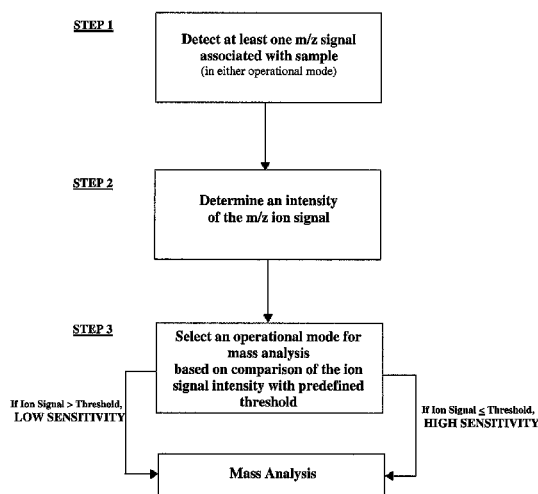 STEP 1
Detect at least one m/z signal
associated with sample
(in either operational mode)
STEP 2
Determine an intensity
of the m/z ion signal
STEP 3
Select an operational mode for
mass analysis
based on comparison of the ion
signal intensity with predefined
threshold
If Ion Signal > Threshold,
LOW SENSITIVITY
If Ion Signal ≤ Threshold,
HIGH SENSITIVITY
Mass Analysis